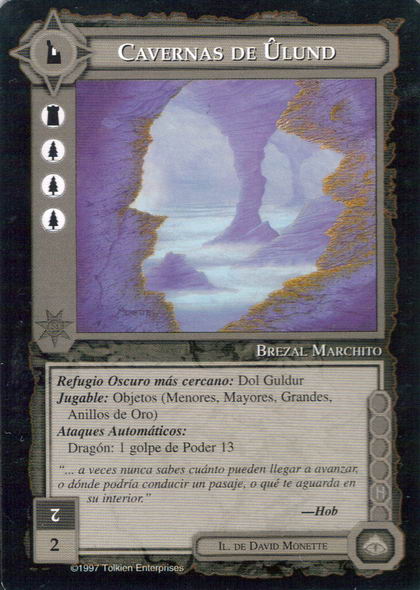 CAVERNAS DE ÛLUND
BREZAL MARCHITO
Refugio Oscuro más cercano: Dol Guldur
Jugable: Objetos (Menores, Mayores, Grandes,
Anillos de Oro)
Ataques Automáticos:
Dragón: 1 golpe de Poder 13
“... a veces nunca sabes cuánto pueden llegar a avanzar,
o dónde podría conducir un pasaje, o qué te aguarda en
su interior.”
—Hob
2
2
IL. DE DAVID MONETTE
©1997 Tolkien Enterprises